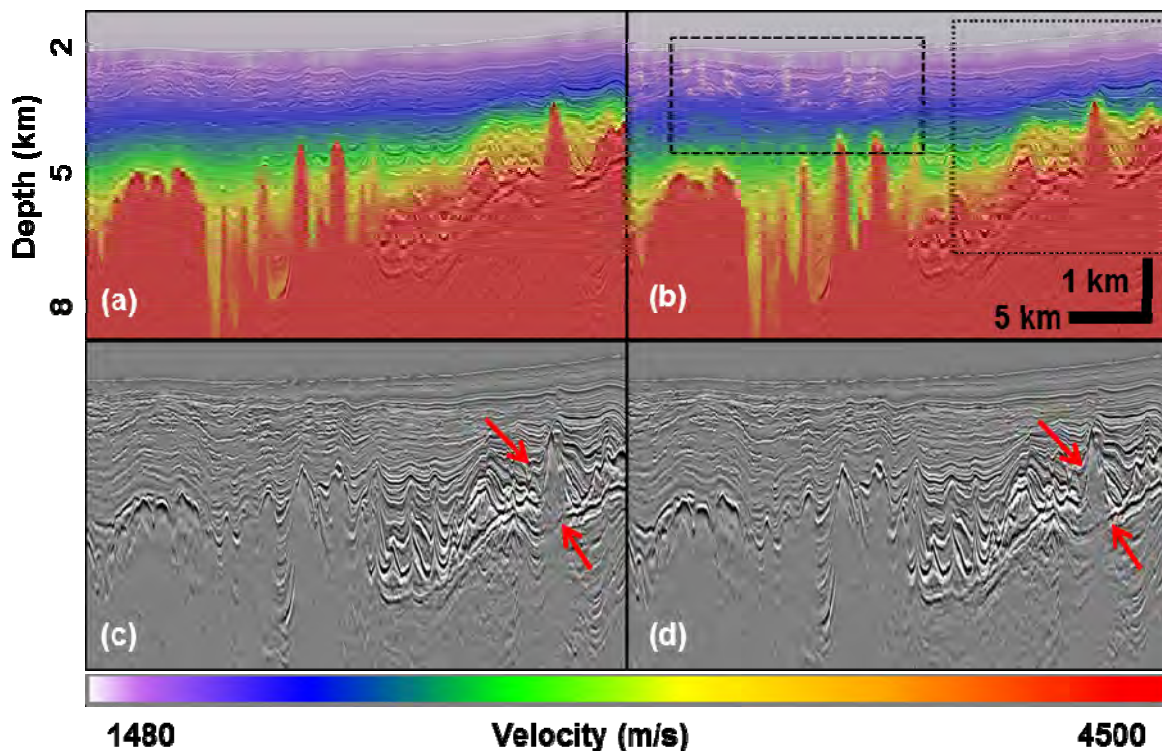 Depth (km)
2
5
8
(a)
(b)
1 km
5 km
(c)
(d)
1480
Velocity (m/s)
4500